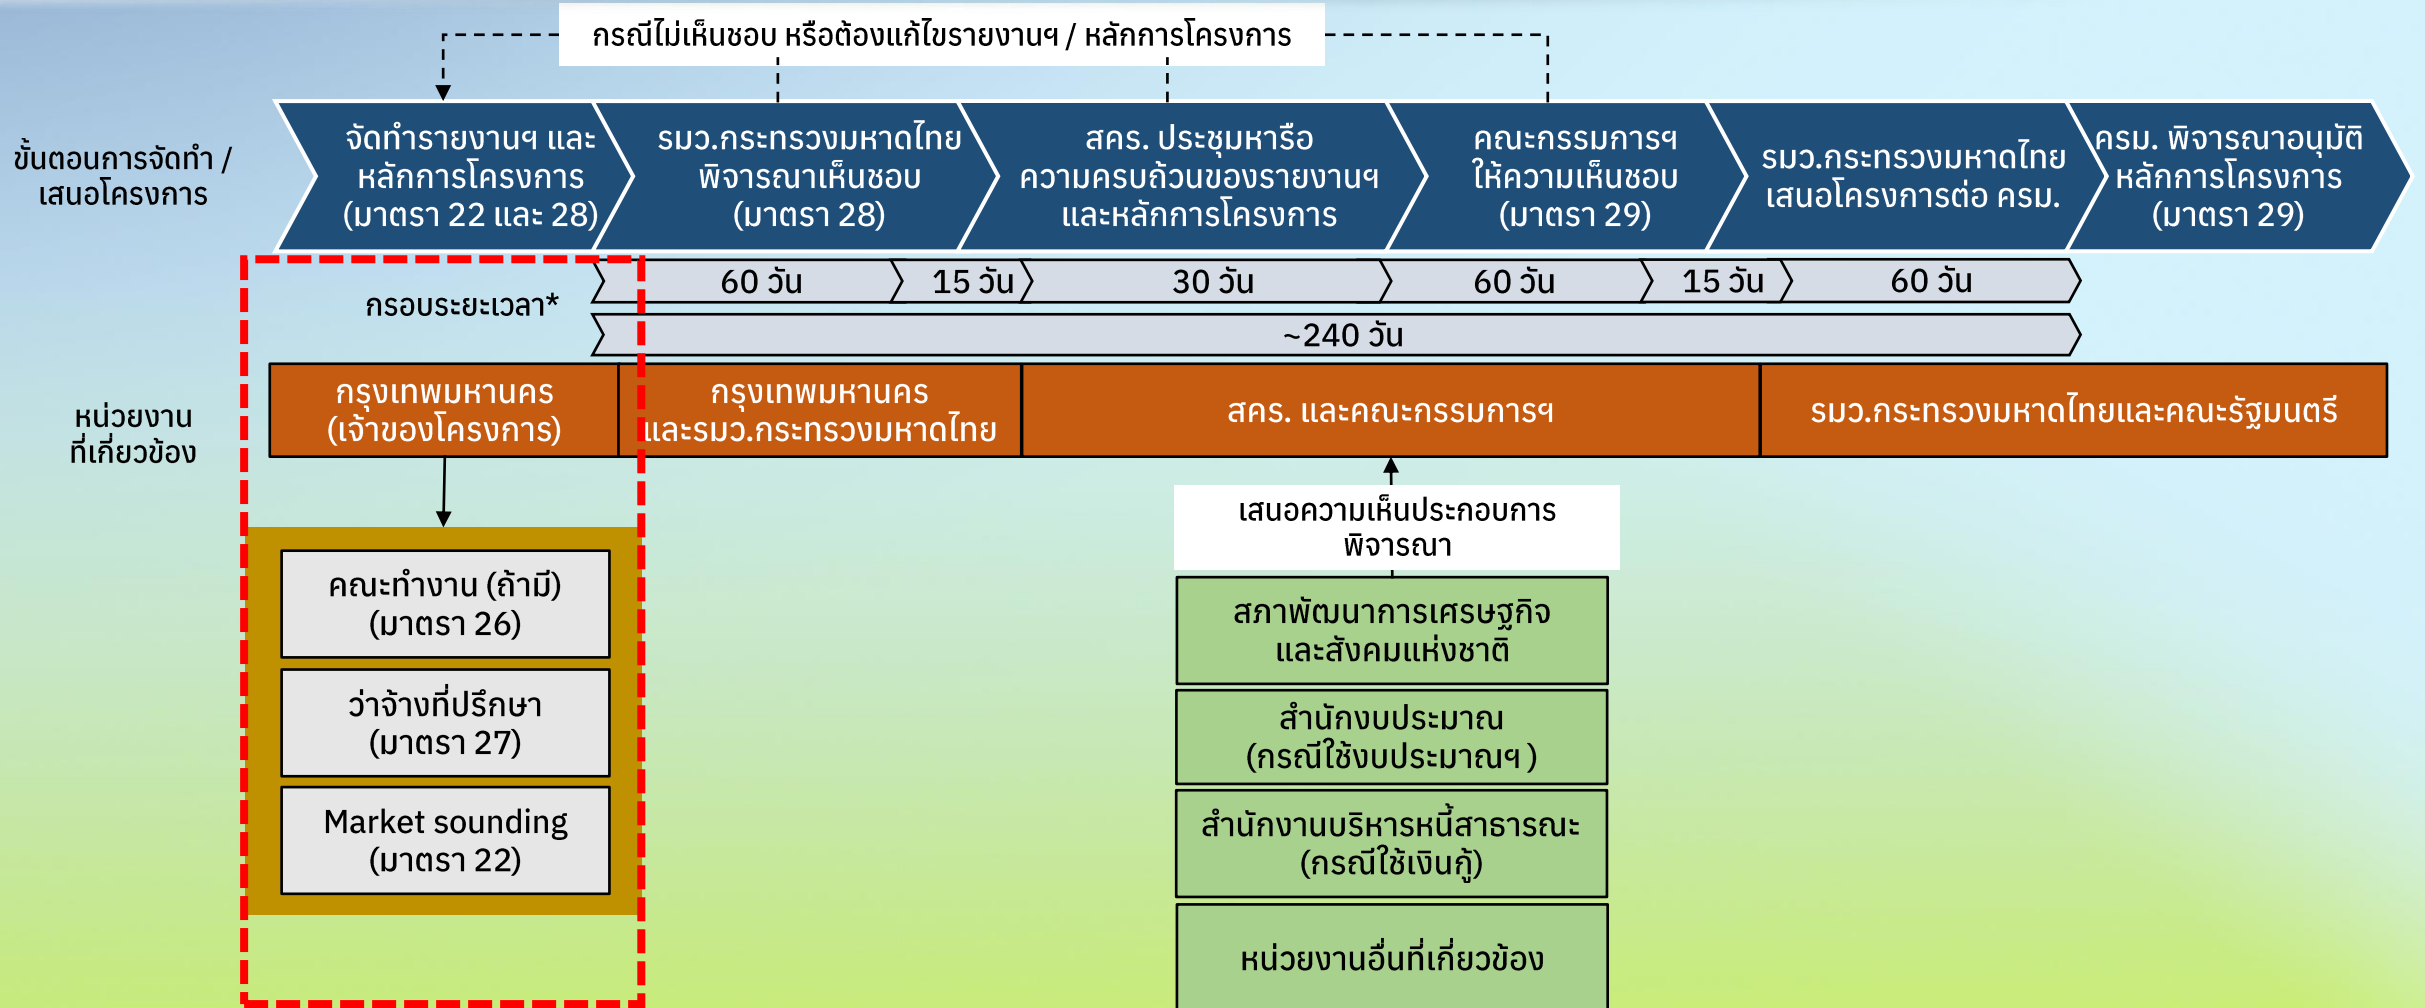 กรณีไม่เห็นชอบ หรือต้องแก้ไขรายงานฯ / หลักการโครงการ
ขั้นตอนการจัดทำ /
เสนอโครงการ
จัดทำรายงานฯ และ
หลักการโครงการ
(มาตรา 22 และ 28)
รมว.กระทรวงมหาดไทย
พิจารณาเห็นชอบ
(มาตรา 28)
สคร. ประชุมหารือ
ความครบถ้วนของรายงานฯ
และหลักการโครงการ
คณะกรรมการฯ
ให้ความเห็นชอบ
(มาตรา 29)
รมว.กระทรวงมหาดไทย
เสนอโครงการต่อ ครม.
ครม. พิจารณาอนุมัติ
หลักการโครงการ
(มาตรา 29)
กรอบระยะเวลา*
60 วัน
15 วัน
30 วัน
60 วัน
15 วัน
60 วัน
~240 วัน
หน่วยงาน
ที่เกี่ยวข้อง
กรุงเทพมหานคร
(เจ้าของโครงการ)
กรุงเทพมหานคร
และรมว.กระทรวงมหาดไทย
สคร. และคณะกรรมการฯ
รมว.กระทรวงมหาดไทยและคณะรัฐมนตรี
คณะทำงาน (ถ้ามี)
(มาตรา 26)
ว่าจ้างที่ปรึกษา
(มาตรา 27)
Market sounding
(มาตรา 22)
เสนอความเห็นประกอบการ
พิจารณา
สภาพัฒนาการเศรษฐกิจ
และสังคมแห่งชาติ
สำนักงบประมาณ
(กรณีใช้งบประมาณฯ )
สำนักงานบริหารหนี้สาธารณะ
(กรณีใช้เงินกู้)
หน่วยงานอื่นที่เกี่ยวข้อง